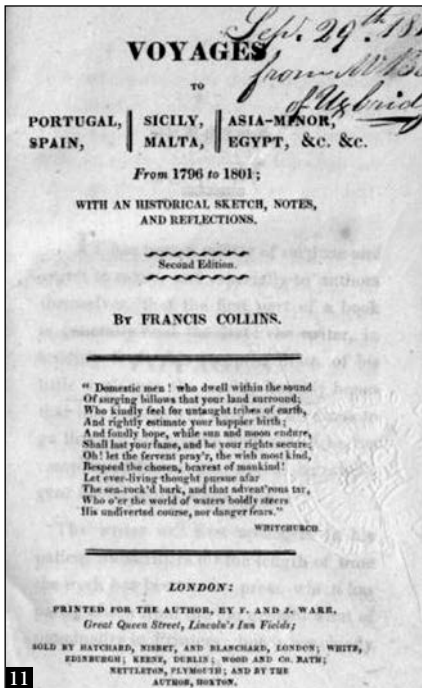 Sep. 29th. 18
from
of Uxbrid
VOYAGES
TO
PORTUGAL, SICILY, ASIA-MINOR,
SPAIN, MALTA, EGYPT, &C. &C.
From 1796 to 1801;
WITH AN HISTORICAL SKETCH, NOTES,
AND REFLECTIONS.
Second Edition.
BY FRANCIS COLLINS.
" Domestic men! who dwell within the sound
Of surging billows that your land surround;
Who kindly feel for untaught tribes of earth,
And rightly estimate your happier birth;
And fondly hope, while sun and moon endure,
Shall last your fame, and be your rights secure;
Oh! let the fervent pray'r, the wish most kind,
Bespeed the chosen, bravest of mankind!
Let ever-living thought pursue afar
The sea-rock'd bark, and that advent'rous tar,
Who o'er the world of waters boldly steers
His undiverted course, nor danger fears."
WHITCHURCH
LONDON:
PRINTED FOR THE AUTHOR, BY F. AND J. WARR.
Great Queen Street, Lincoln's Inn Fields;
SOLD BY HATCHARD, NISBET, AND BLANCHARD, LONDON; WHITE,
EDINBURGH; KEENE, DUBLIN; WOOD AND CO. BATH;
NETTLETON, PLYMOUTH; AND BY THE
AUTHOR, HOXTON.
11